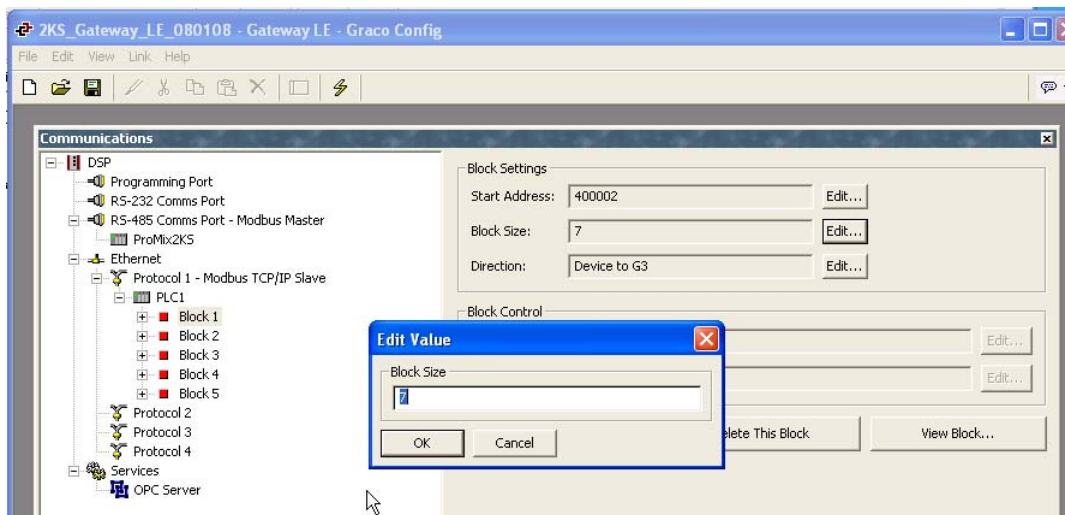 2KS_Gateway_LE_080108 - Gateway LE - Graco Config
File Edit View Link Help
Communications
DSP
Programming Port
RS-232 Comms Port
RS-485 Comms Port - Modbus Master
ProMix2KS
Ethernet
Protocol 1 - Modbus TCP/IP Slave
PLC1
Block 1
Block 2
Block 3
Block 4
Block 5
Protocol 2
Protocol 3
Protocol 4
Services
OPC Server
Block Settings
Start Address: 400002 Edit...
Block Size: 7 Edit...
Direction: Device to G3 Edit...
Block Control
Edit...
Edit...
This Block
View Block...
Edit Value
Block Size
7
OK Cancel